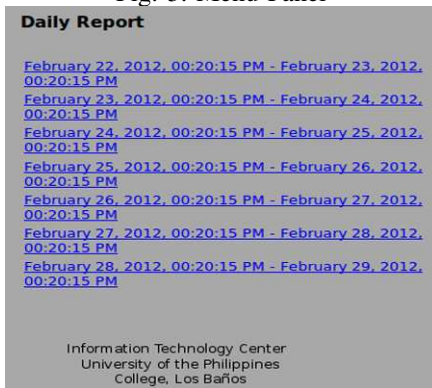 Fig. 3: Menu Panel
Daily Report
February 22, 2012, 00:20:15 PM - February 23, 2012,
00:20:15 PM
February 23, 2012, 00:20:15 PM - February 24, 2012,
00:20:15 PM
February 24, 2012, 00:20:15 PM - February 25, 2012,
00:20:15 PM
February 25, 2012, 00:20:15 PM - February 26, 2012,
00:20:15 PM
February 26, 2012, 00:20:15 PM - February 27, 2012,
00:20:15 PM
February 27, 2012, 00:20:15 PM - February 28, 2012,
00:20:15 PM
February 28, 2012, 00:20:15 PM - February 29, 2012,
00:20:15 PM
Information Technology Center
University of the Philippines
College, Los Baños